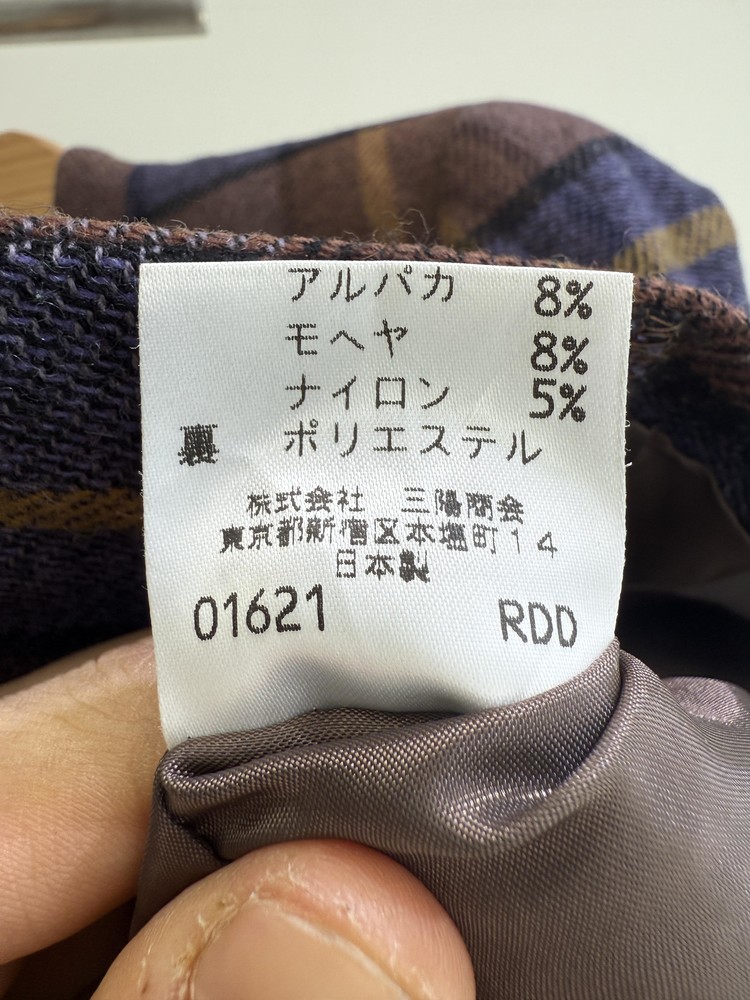 アルパカ 8%
モヘヤ 8%
ナイロン 5%
裏 ポリエステル
株式会社 三陽商会
東京都新宿区本塩町14
日本製
01621 RDD